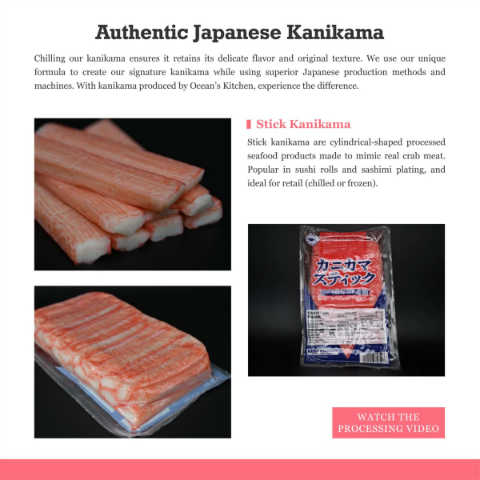 Authentic Japanese Kanikama
Chilling our kanikama ensures it retains its delicate flavor and original texture. We use our unique
formula to create our signature kanikama while using superior Japanese production methods and
machines. With kanikama produced by Ocean's Kitchen, experience the difference.
Stick Kanikama
Stick kanikama are cylindrical-shaped processed
seafood products made to mimic real crab meat.
Popular in sushi rolls and sashimi plating, and
ideal for retail (chilled or frozen).
カニカマ
スティック
WATCH THE
PROCESSING VIDEO